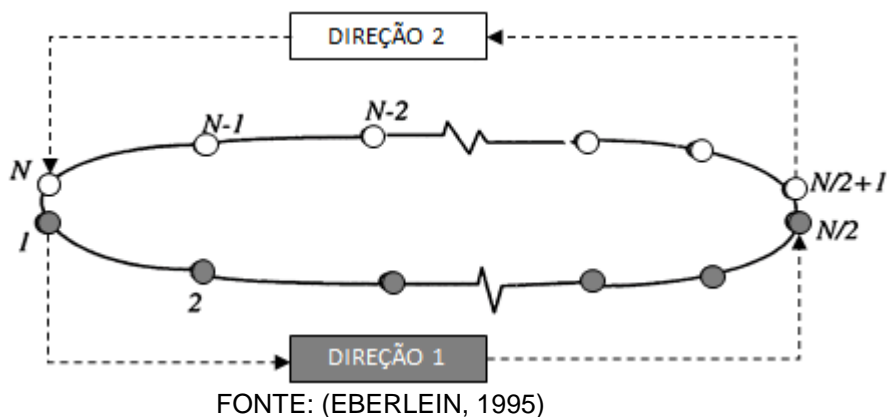 DIREÇÃO 2
N-2
N-1
N
N/2+1
1
N/2
2
DIREÇÃO 1
FONTE: (EBERLEIN, 1995)